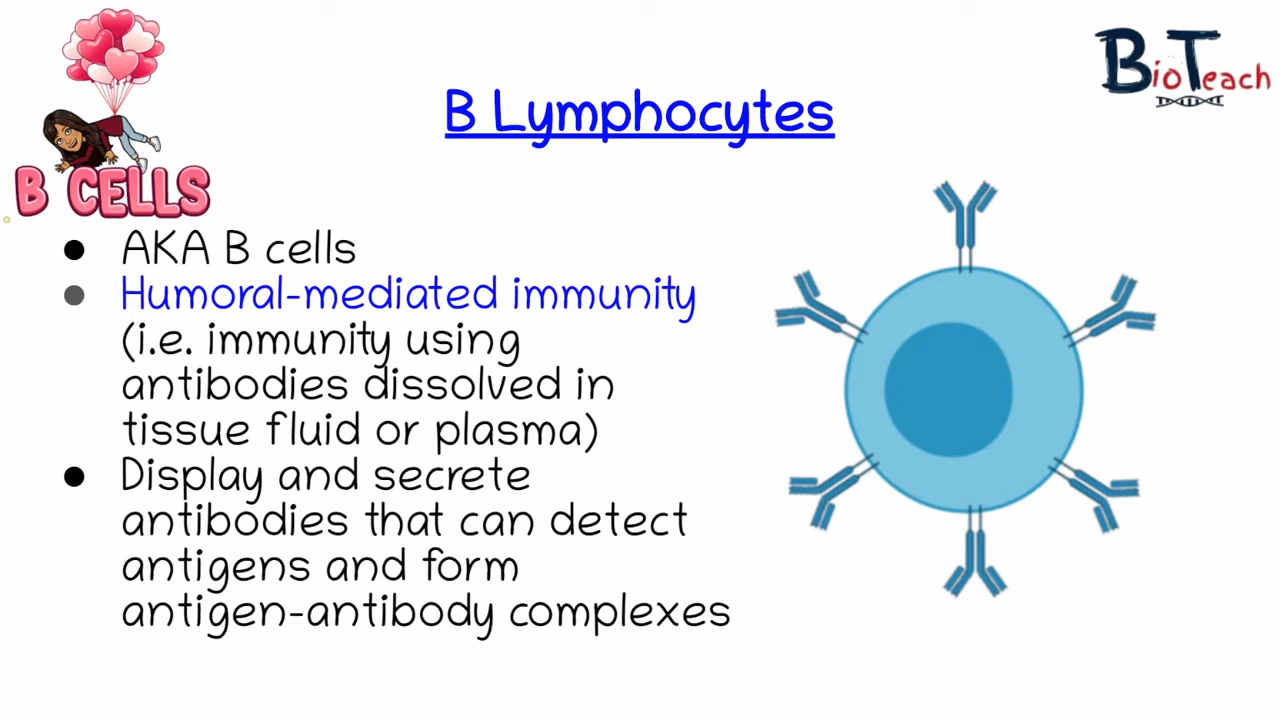 B CELLS
BioTeach
B Lymphocytes
● AKA B cells
● Humoral-mediated immunity
(i.e. immunity using
antibodies dissolved in
tissue fluid or plasma)
● Display and secrete
antibodies that can detect
antigens and form
antigen-antibody complexes